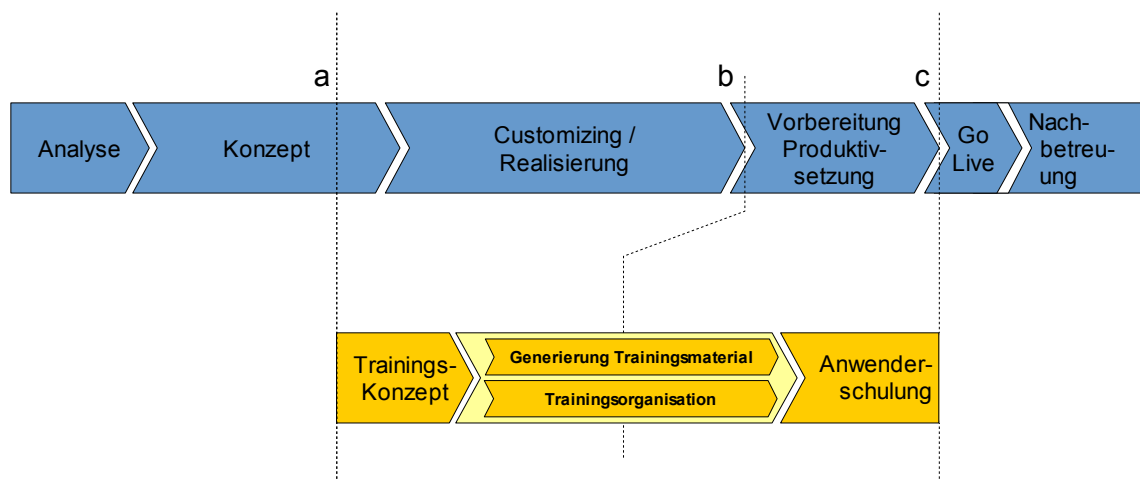 a
b
c
Analyse
Konzept
Customizing /
Realisierung
Vorbereitung
Produktiv-
setzung
Go
Live
Nach-
betreu-
ung
Trainings-
Konzept
Generierung Trainingsmaterial
Trainingsorganisation
Anwender-
schulung